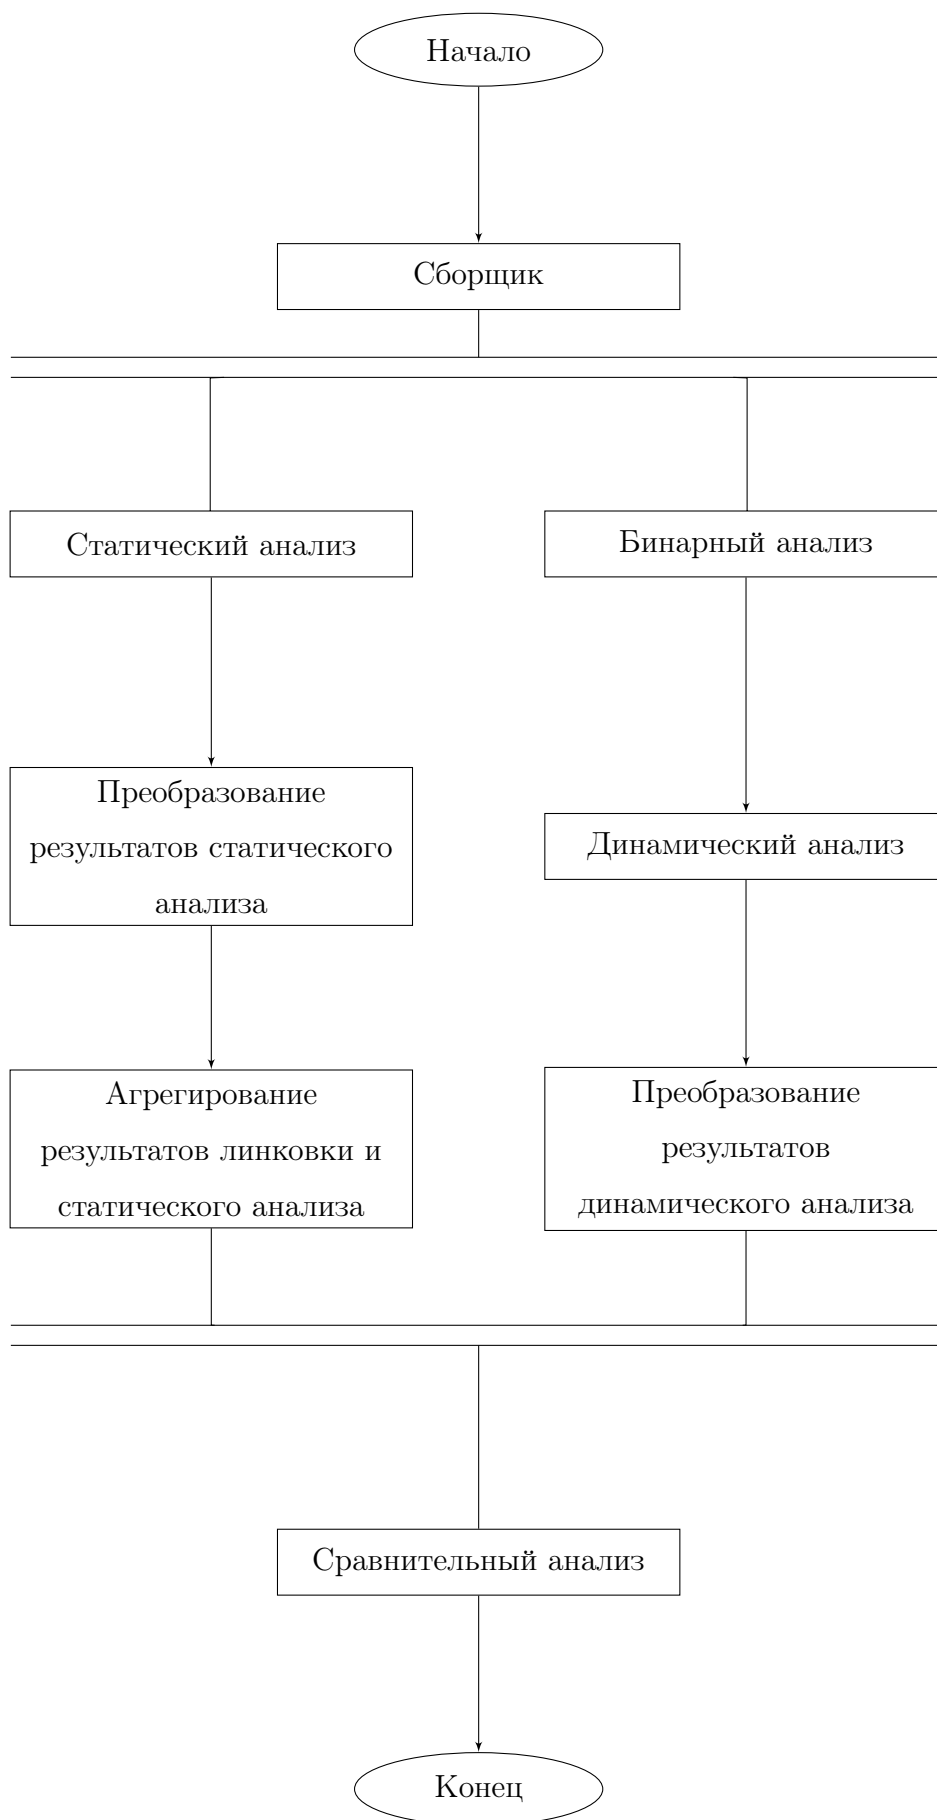 Начало
Сборщик
Статический анализ
Бинарный анализ
Преобразование
результатов статического
анализа
Динамический анализ
Агрегирование
результатов линковки и
статического анализа
Преобразование
результатов
динамического анализа
Сравнительный анализ
Конец